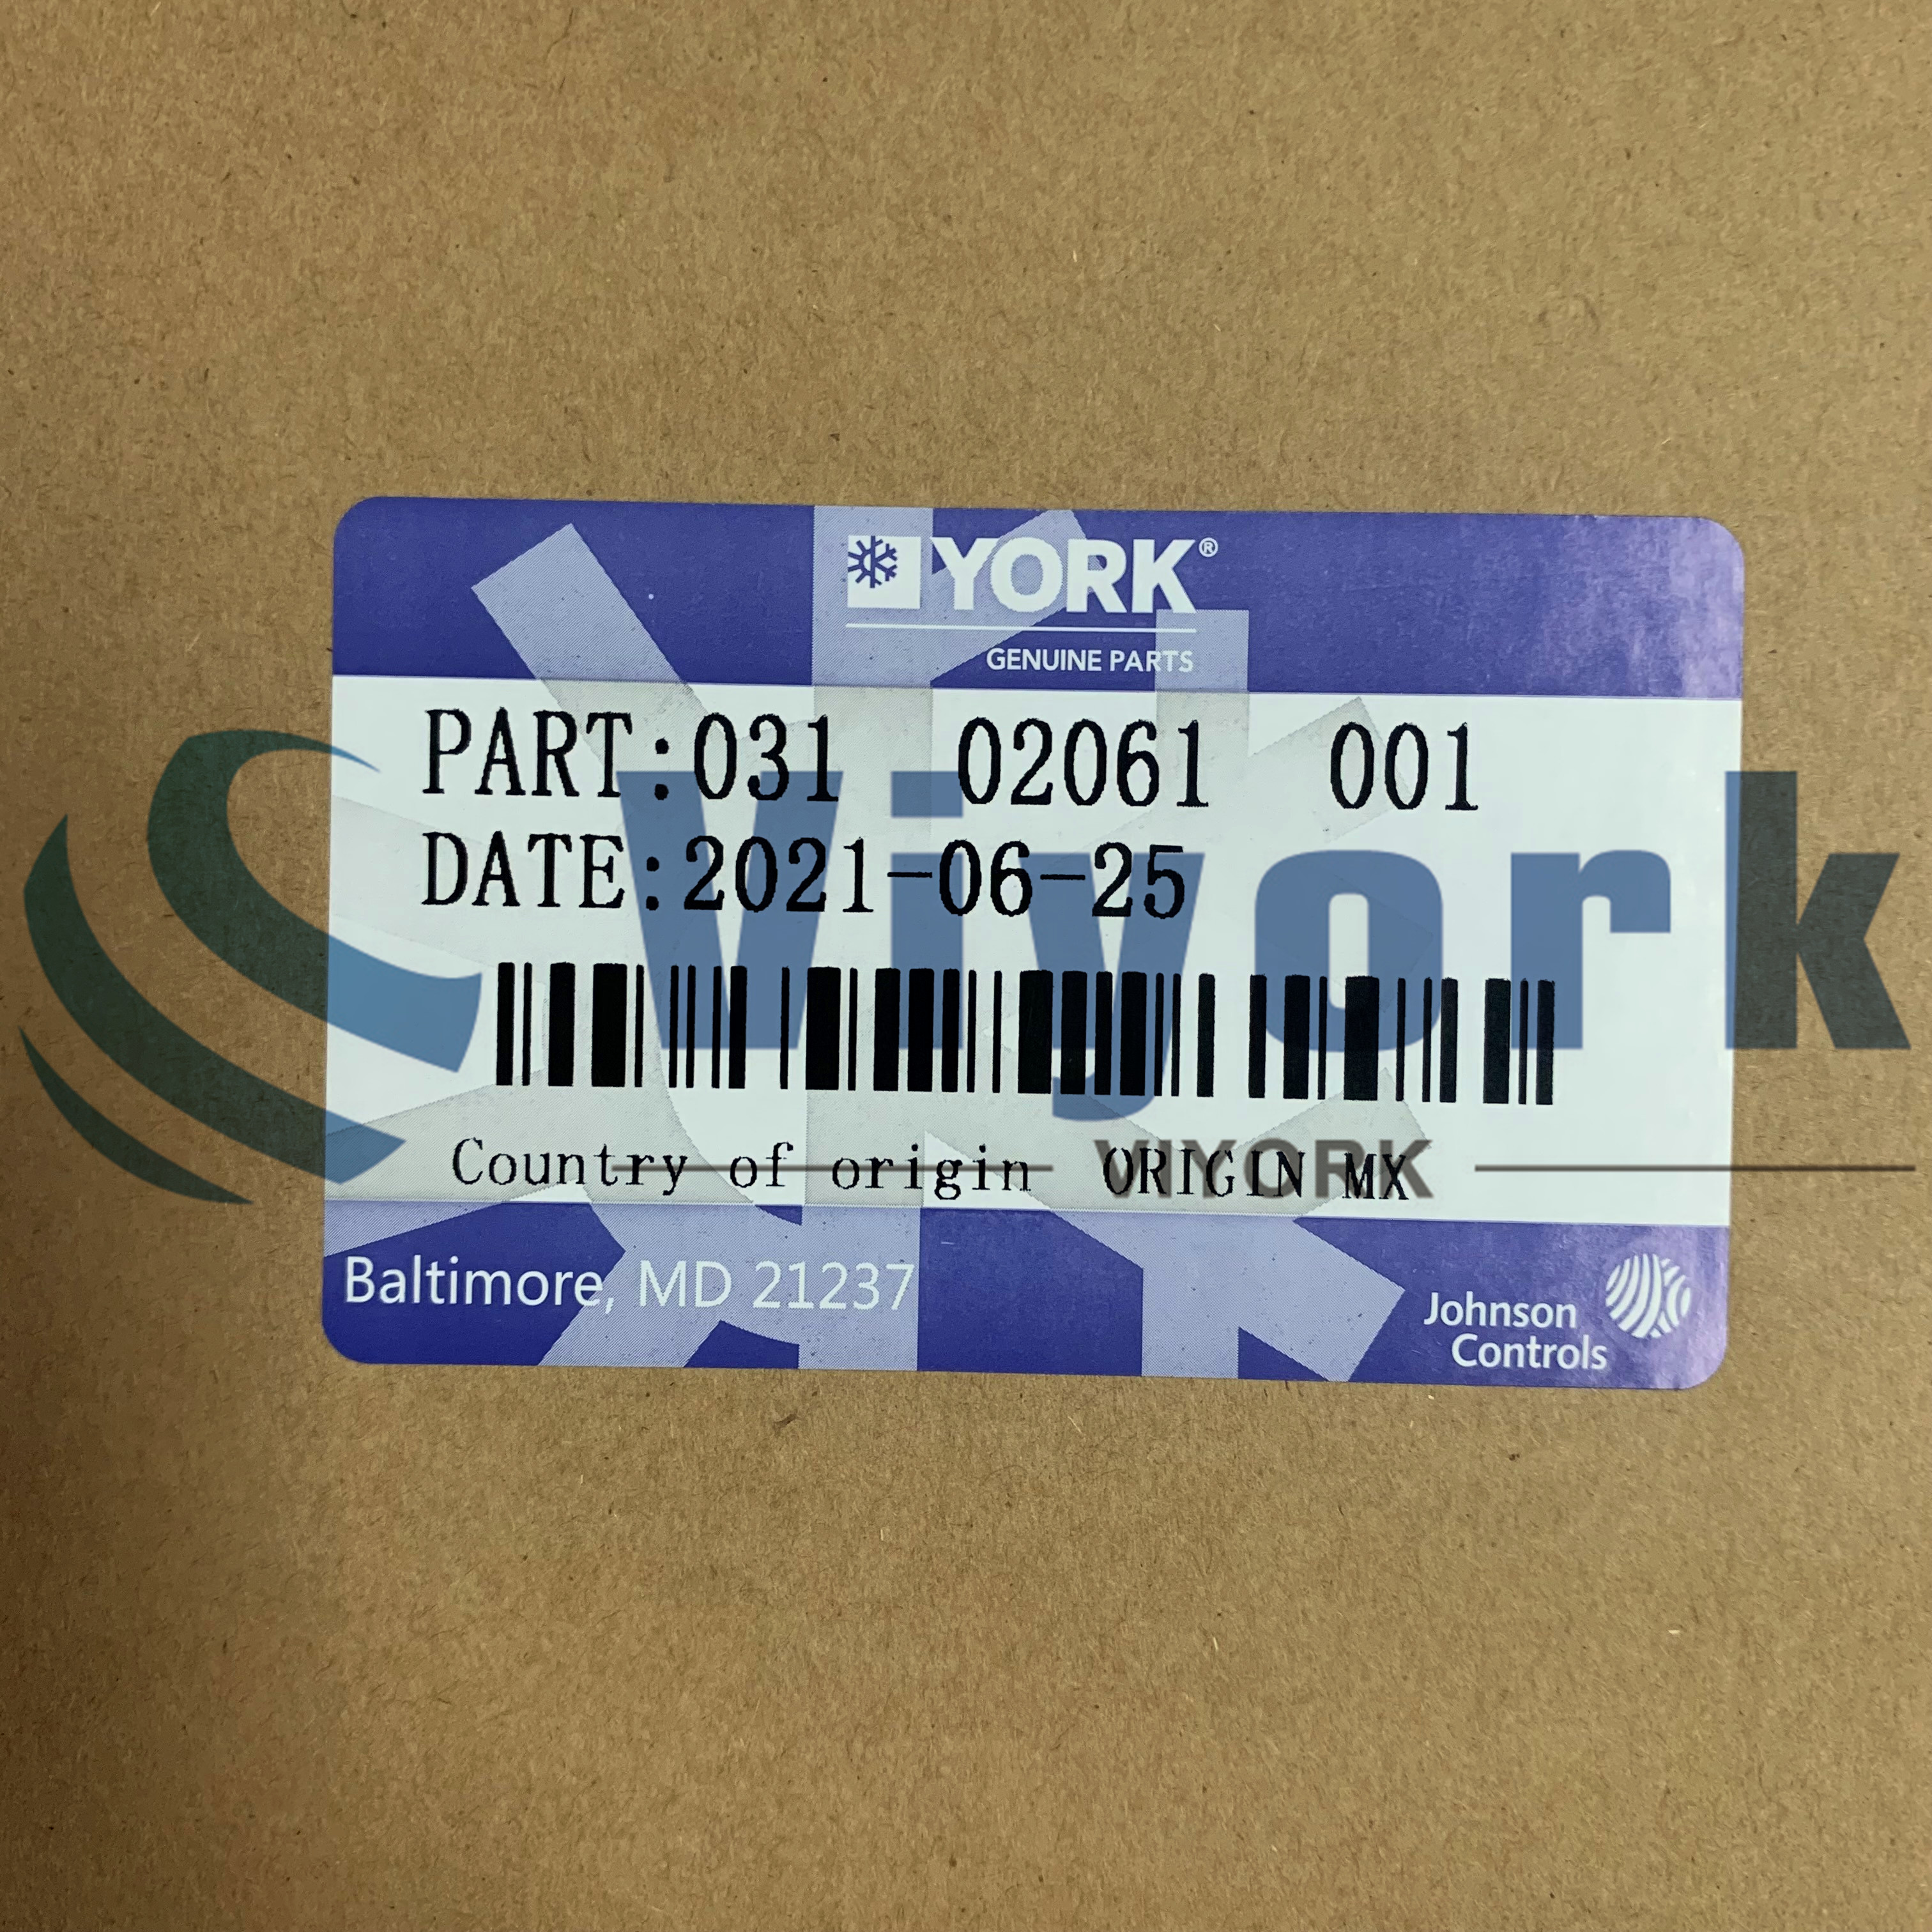 YORK®
GENUINE PARTS
PART:031 02061 001
DATE:2021-06-25
Viyork
Country of origin ORIGIN MX
VIYORK
Baltimore, MD 21237
Johnson
Controls